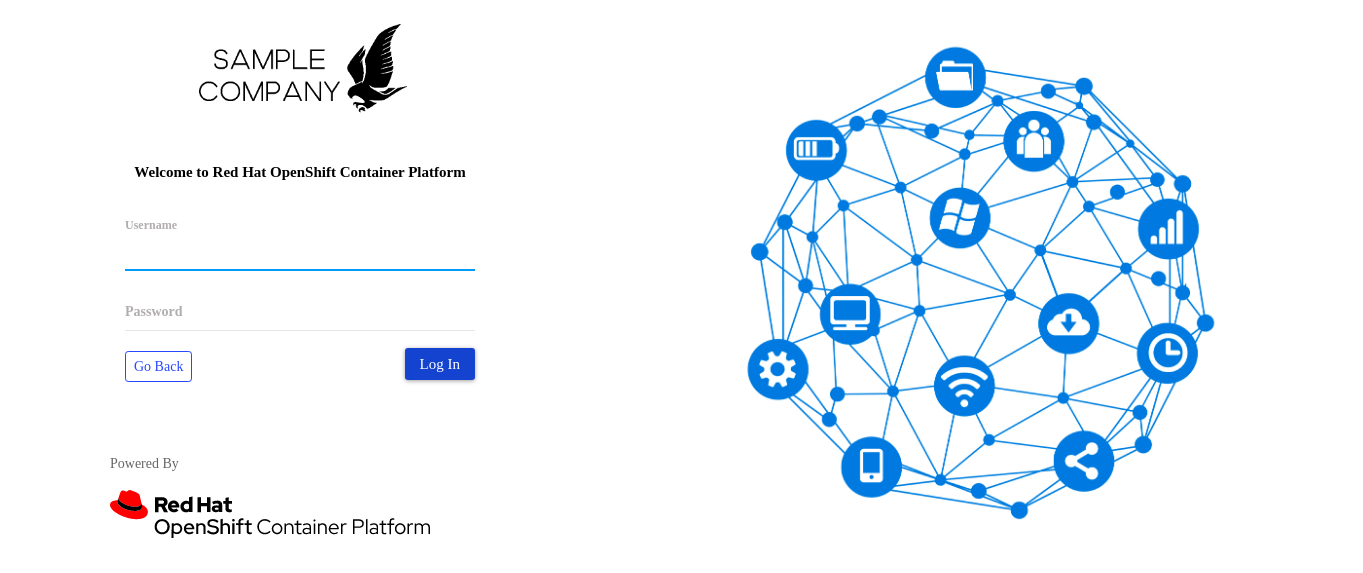 SAMPLE
COMPANY
Welcome to Red Hat OpenShift Container Platform
Username
Password
Go Back
Log In
Powered By
Red Hat
OpenShift Container Platform